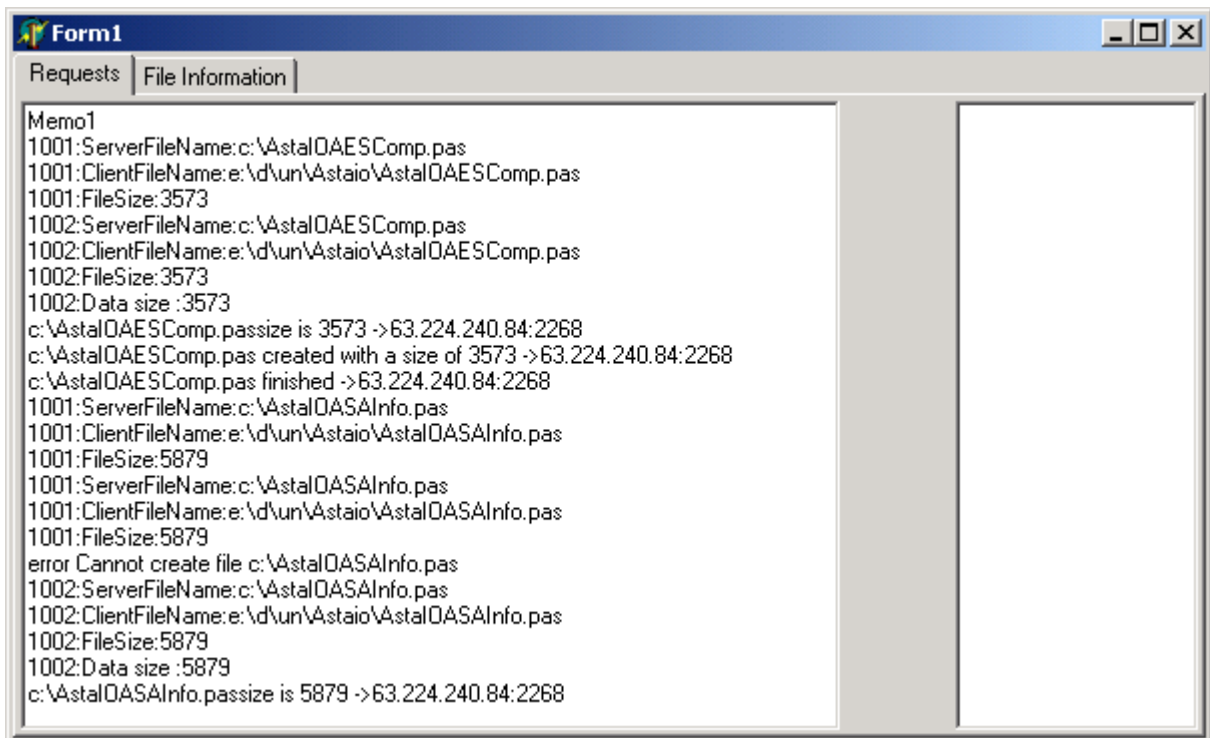 Form1
Requests File Information
Memo1
1001:ServerFileName:c:\AstaIOAESComp.pas
1001:ClientFileName:e:\d\un\Astaio\AstaIOAESComp.pas
1001:FileSize:3573
1002:ServerFileName:c:\AstaIOAESComp.pas
1002:ClientFileName:e:\d\un\Astaio\AstaIOAESComp.pas
1002:FileSize:3573
1002:Data size :3573
c:\AstaIOAESComp.passize is 3573 ->63.224.240.84:2268
c:\AstaIOAESComp.pas created with a size of 3573 ->63.224.240.84:2268
c:\AstaIOAESComp.pas finished ->63.224.240.84:2268
1001:ServerFileName:c:\AstaIOASAInfo.pas
1001:ClientFileName:e:\d\un\Astaio\AstaIOASAInfo.pas
1001:FileSize:5879
1001:ServerFileName:c:\AstaIOASAInfo.pas
1001:ClientFileName:e:\d\un\Astaio\AstaIOASAInfo.pas
1001:FileSize:5879
error Cannot create file c:\AstaIOASAInfo.pas
1002:ServerFileName:c:\AstaIOASAInfo.pas
1002:ClientFileName:e:\d\un\Astaio\AstaIOASAInfo.pas
1002:FileSize:5879
1002:Data size :5879
c:\AstaIOASAInfo.passize is 5879 ->63.224.240.84:2268